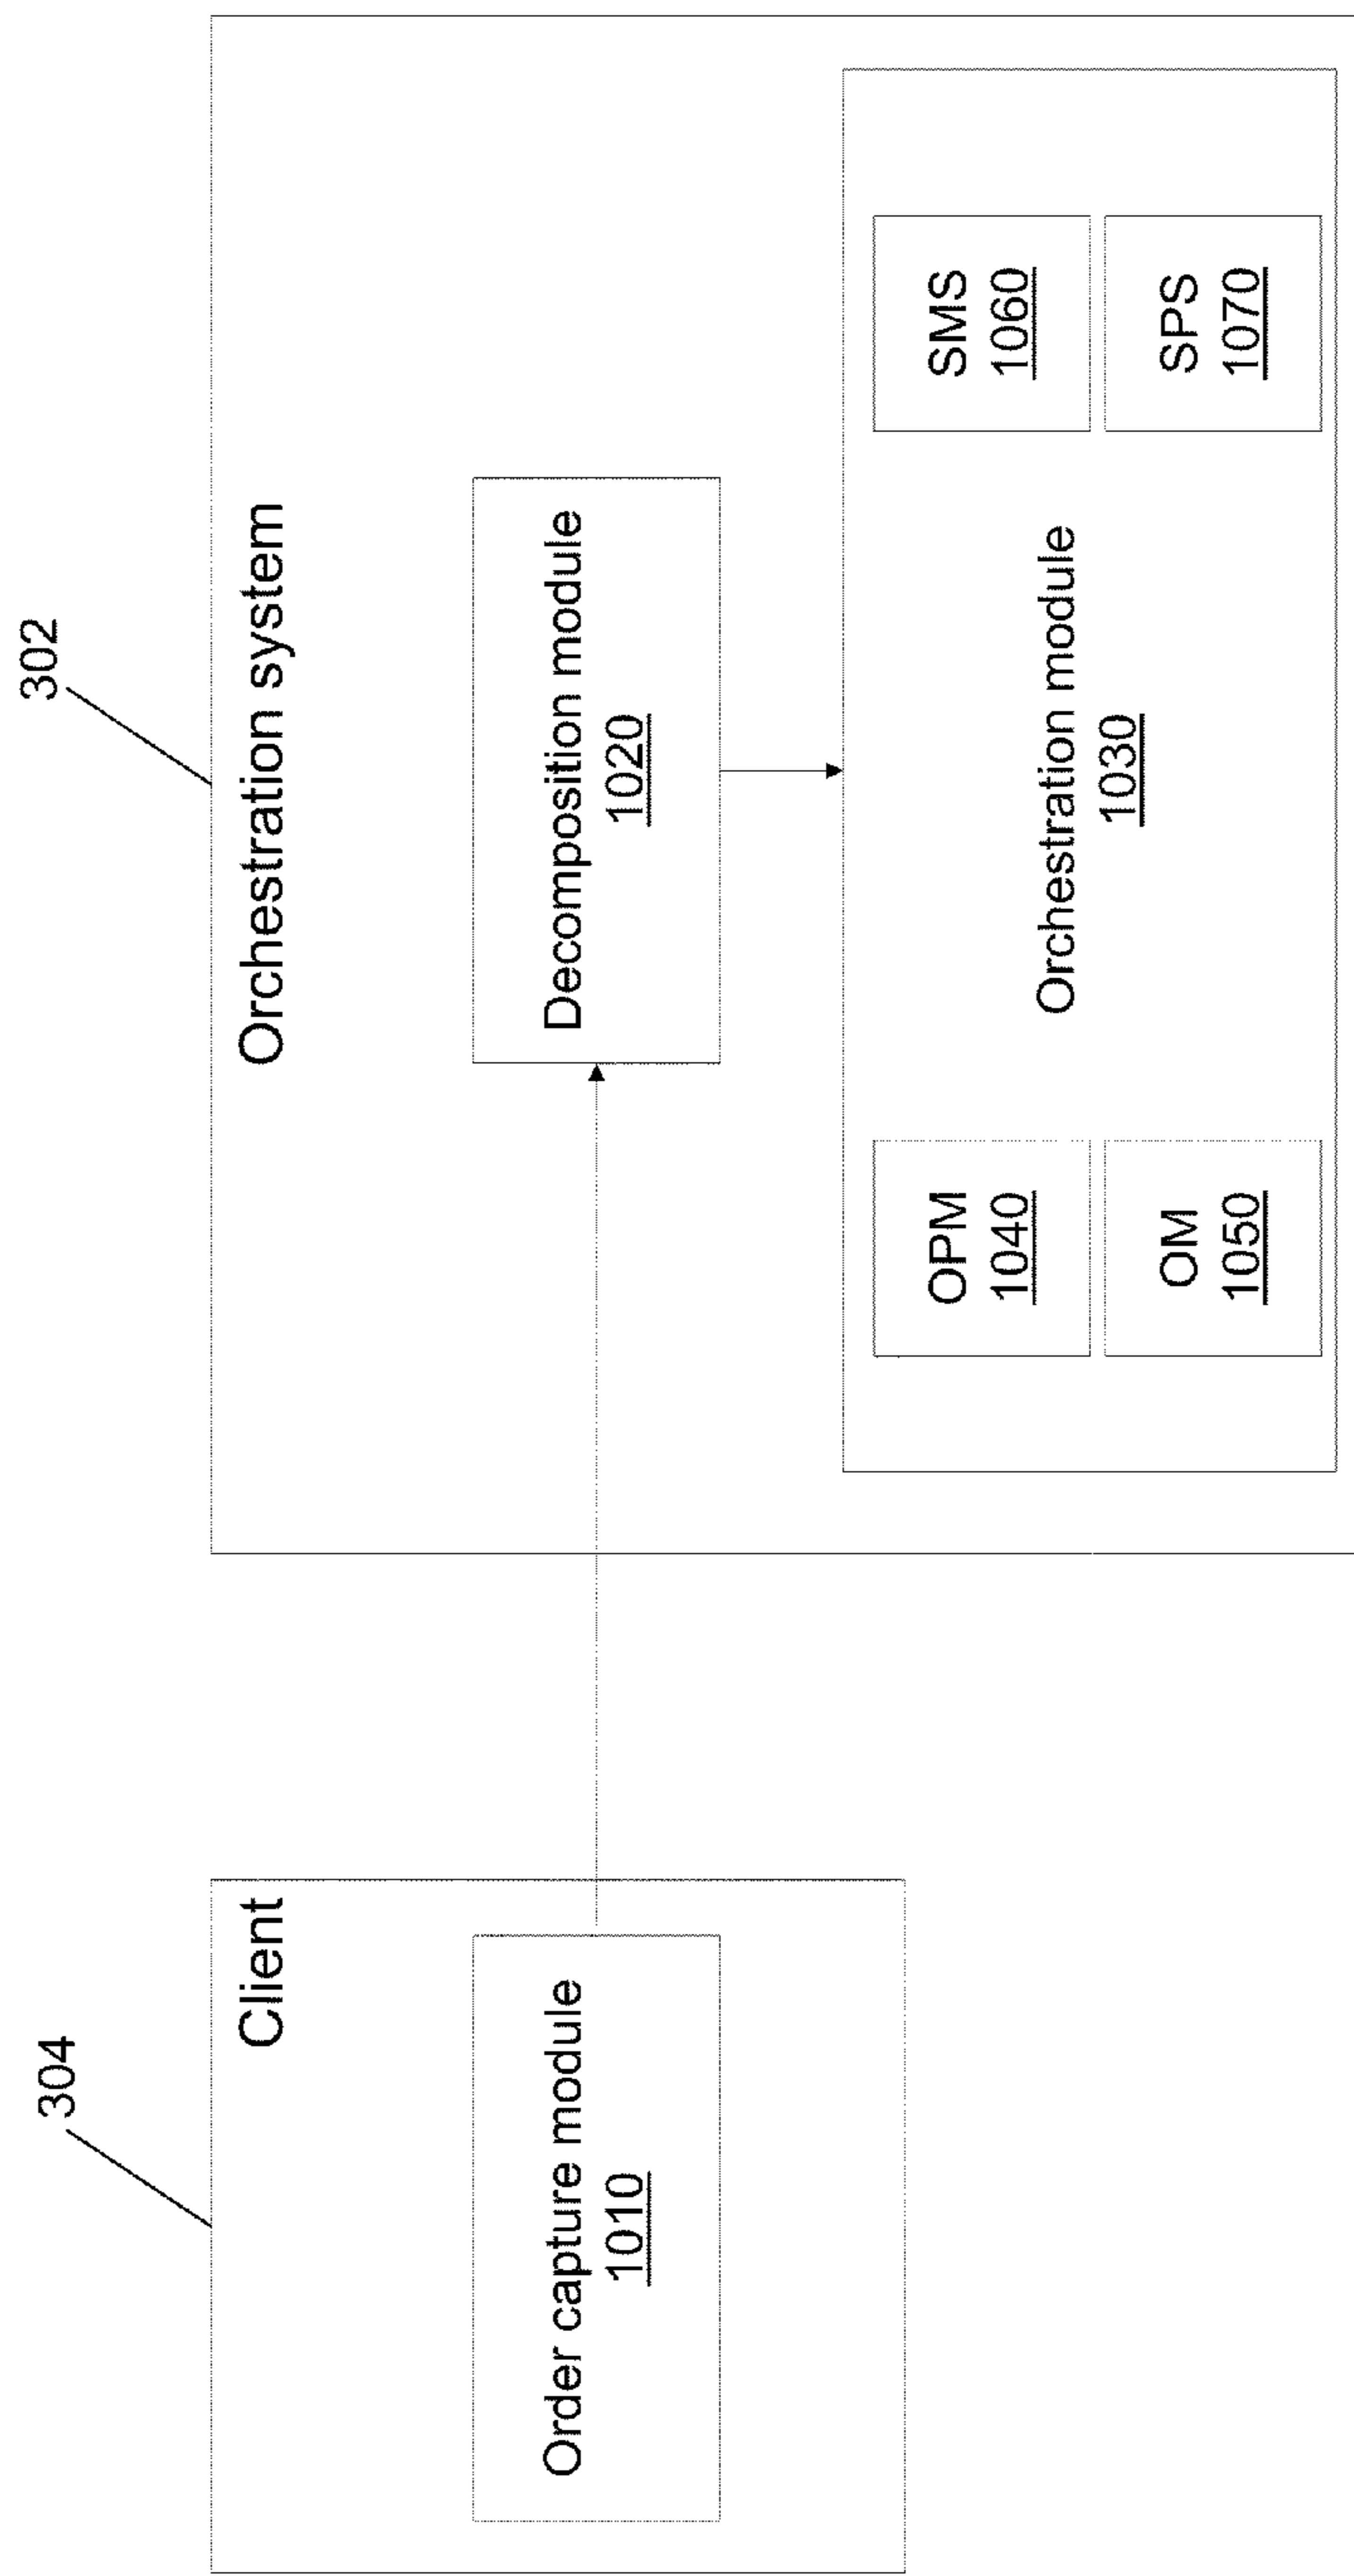 304
302
Client
Order capture module
1010
Orchestration system
Decomposition module
1020
Orchestration module
1030
OPM
1040
OM
1050
SMS
1060
SPS
1070